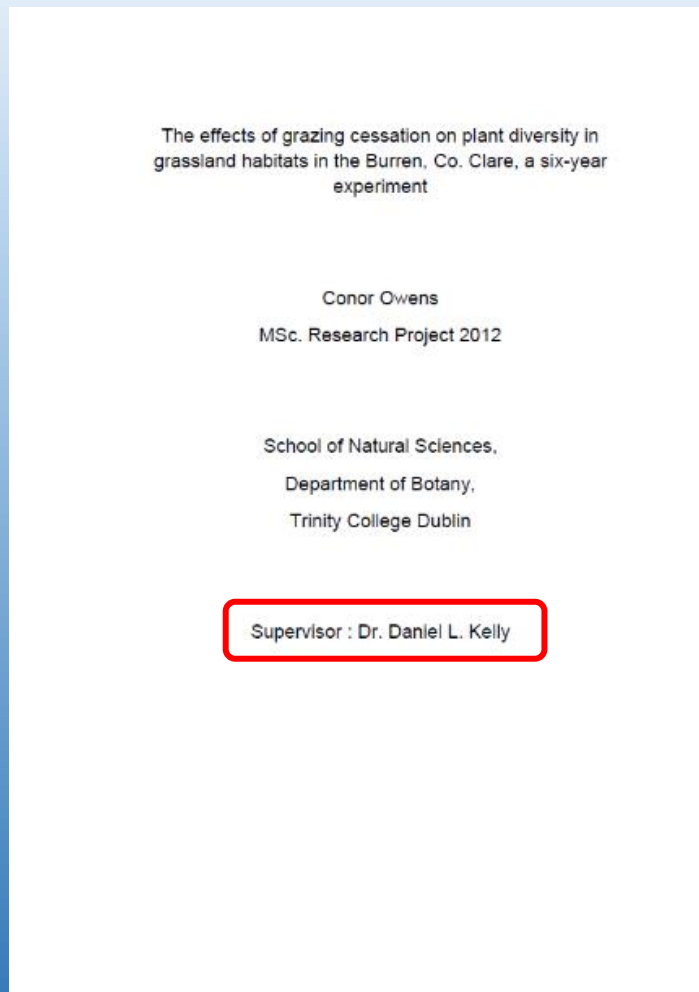 The effects of grazing cessation on plant diversity in
grassland habitats in the Burren, Co. Clare, a six-year
experiment
Conor Owens
MSc. Research Project 2012
School of Natural Sciences,
Department of Botany,
Trinity College Dublin
Supervisor : Dr. Daniel L. Kelly